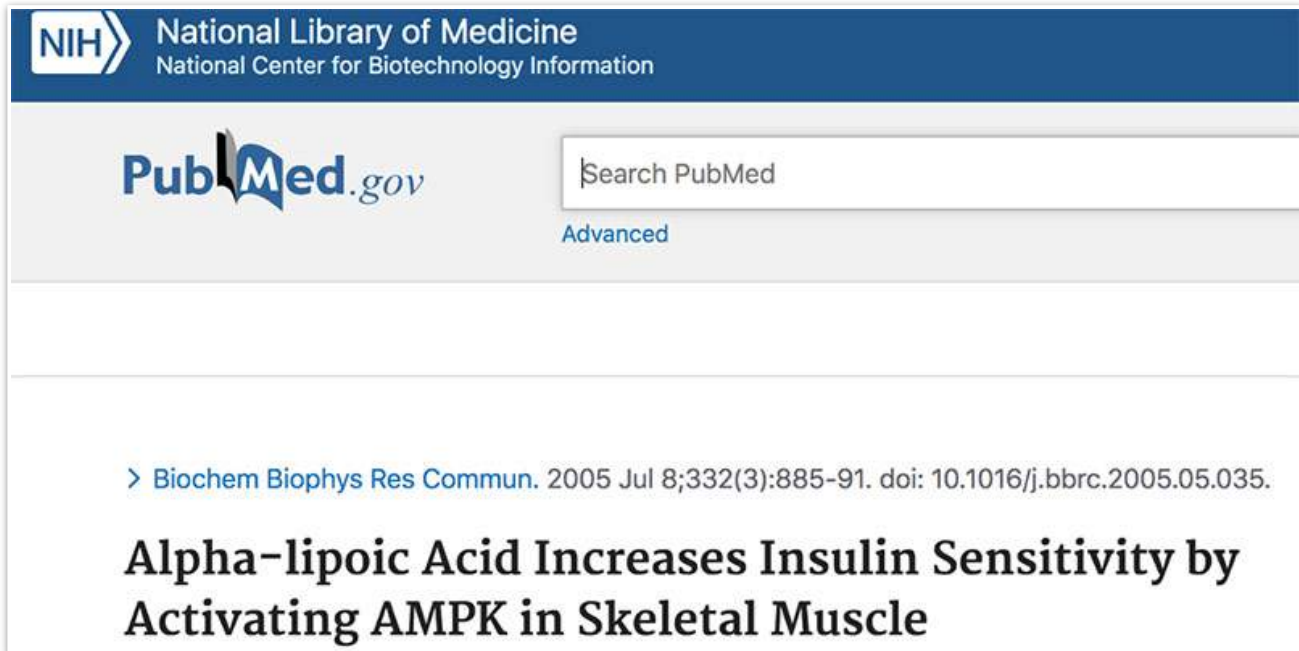 NIH
National Library of Medicine
National Center for Biotechnology Information
PubMed.gov
Search PubMed
Advanced
> Biochem Biophys Res Commun. 2005 Jul 8;332(3):885-91. doi: 10.1016/j.bbrc.2005.05.035.
Alpha-lipoic Acid Increases Insulin Sensitivity by
Activating AMPK in Skeletal Muscle